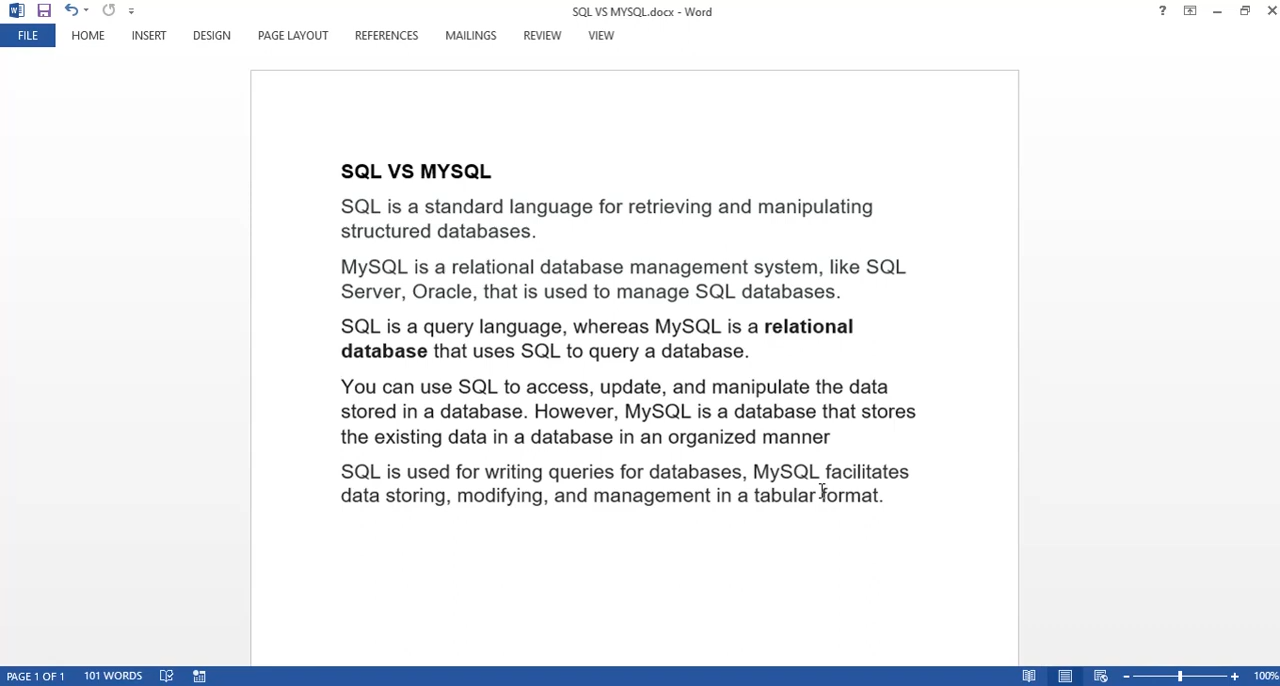 SQL VS MYSQL.docx - Word
?
FILE HOME INSERT DESIGN PAGE LAYOUT REFERENCES MAILINGS REVIEW VIEW
SQL VS MYSQL
SQL is a standard language for retrieving and manipulating
structured databases.
MySQL is a relational database management system, like SQL
Server, Oracle, that is used to manage SQL databases.
SQL is a query language, whereas MySQL is a relational
database that uses SQL to query a database.
You can use SQL to access, update, and manipulate the data
stored in a database. However, MySQL is a database that stores
the existing data in a database in an organized manner
SQL is used for writing queries for databases, MySQL facilitates
data storing, modifying, and management in a tabular format.
PAGE 1 OF 1 101 WORDS 100%